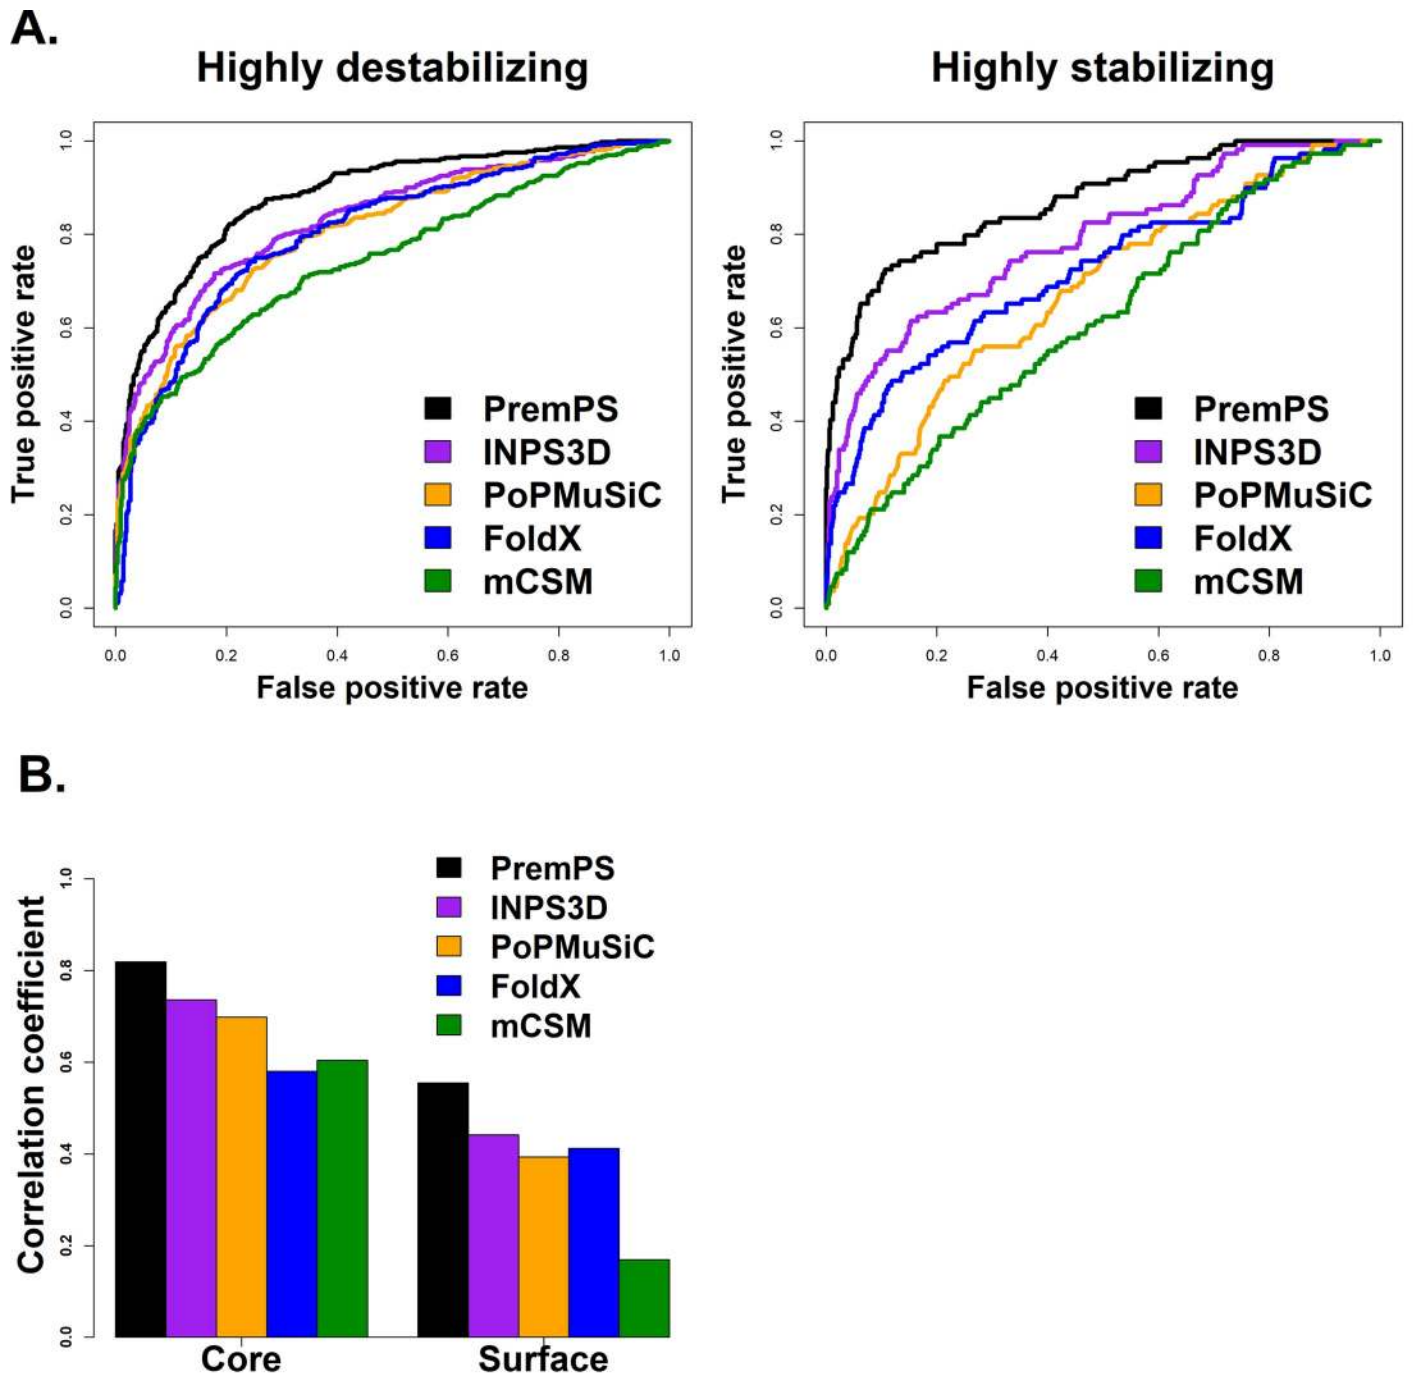 A.
Highly destabilizing
True positive rate
1.0
0.8
0.6
0.4
0.2
0.0
PremPS
INPS3D
PoPMuSiC
FoldX
mCSM
0.0 0.2 0.4 0.6 0.8 1.0
False positive rate
Highly stabilizing
True positive rate
1.0
0.8
0.6
0.4
0.2
0.0
PremPS
INPS3D
PoPMuSiC
FoldX
mCSM
0.0 0.2 0.4 0.6 0.8 1.0
False positive rate
B.
Correlation coefficient
1.0
0.8
0.6
0.4
0.2
0.0
PremPS
INPS3D
PoPMuSiC
FoldX
mCSM
Core Surface